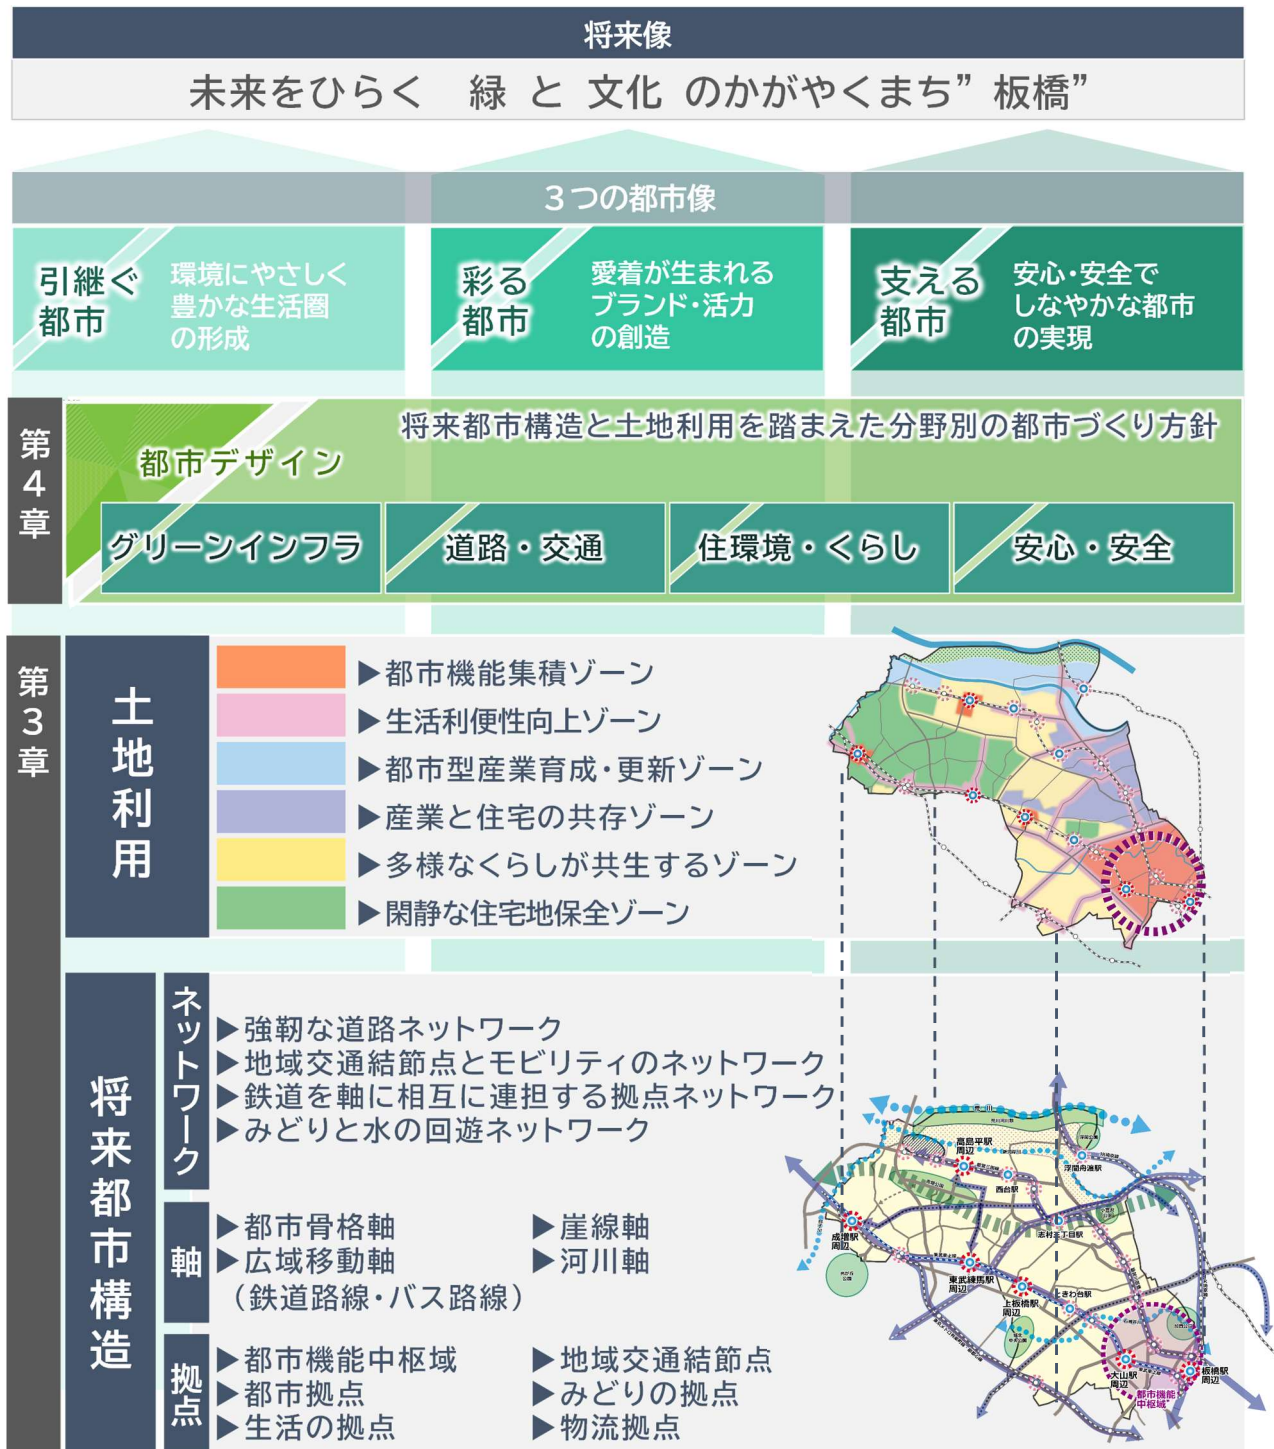 将来像
未来をひらく　緑 と 文化 のかがやくまち” 板橋”
３つの都市像
引継ぐ
都市
環境にやさしく
豊かな生活圏
の形成
彩る
都市
愛着が生まれる
ブランド・活力
の創造
支える
都市
安心・安全で
しなやかな都市
の実現
第4章
都市デザイン
将来都市構造と土地利用を踏まえた分野別の都市づくり方針
グリーンインフラ
道路・交通
住環境・くらし
安心・安全
第3章
土地利用
▶都市機能集積ゾーン
▶生活利便性向上ゾーン
▶都市型産業育成・更新ゾーン
▶産業と住宅の共存ゾーン
▶多様なくらしが共生するゾーン
▶閑静な住宅地保全ゾーン
将来都市構造
ネットワーク
▶強靭な道路ネットワーク
▶地域交通結節点とモビリティのネットワーク
▶鉄道を軸に相互に連担する拠点ネットワーク
▶みどりと水の回遊ネットワーク
軸
▶都市骨格軸
▶崖線軸
▶広域移動軸
▶河川軸
（鉄道路線・バス路線）
拠点
▶都市機能中枢域
▶地域交通結節点
▶都市拠点
▶みどりの拠点
▶生活の拠点
▶物流拠点
高島平駅
周辺
西台駅
浮間舟渡駅
志村三丁目駅
成増駅
周辺
東武練馬駅
周辺
上板橋駅
周辺
ときわ台駅
大山駅
周辺
板橋駅
周辺
都市機能
中枢域